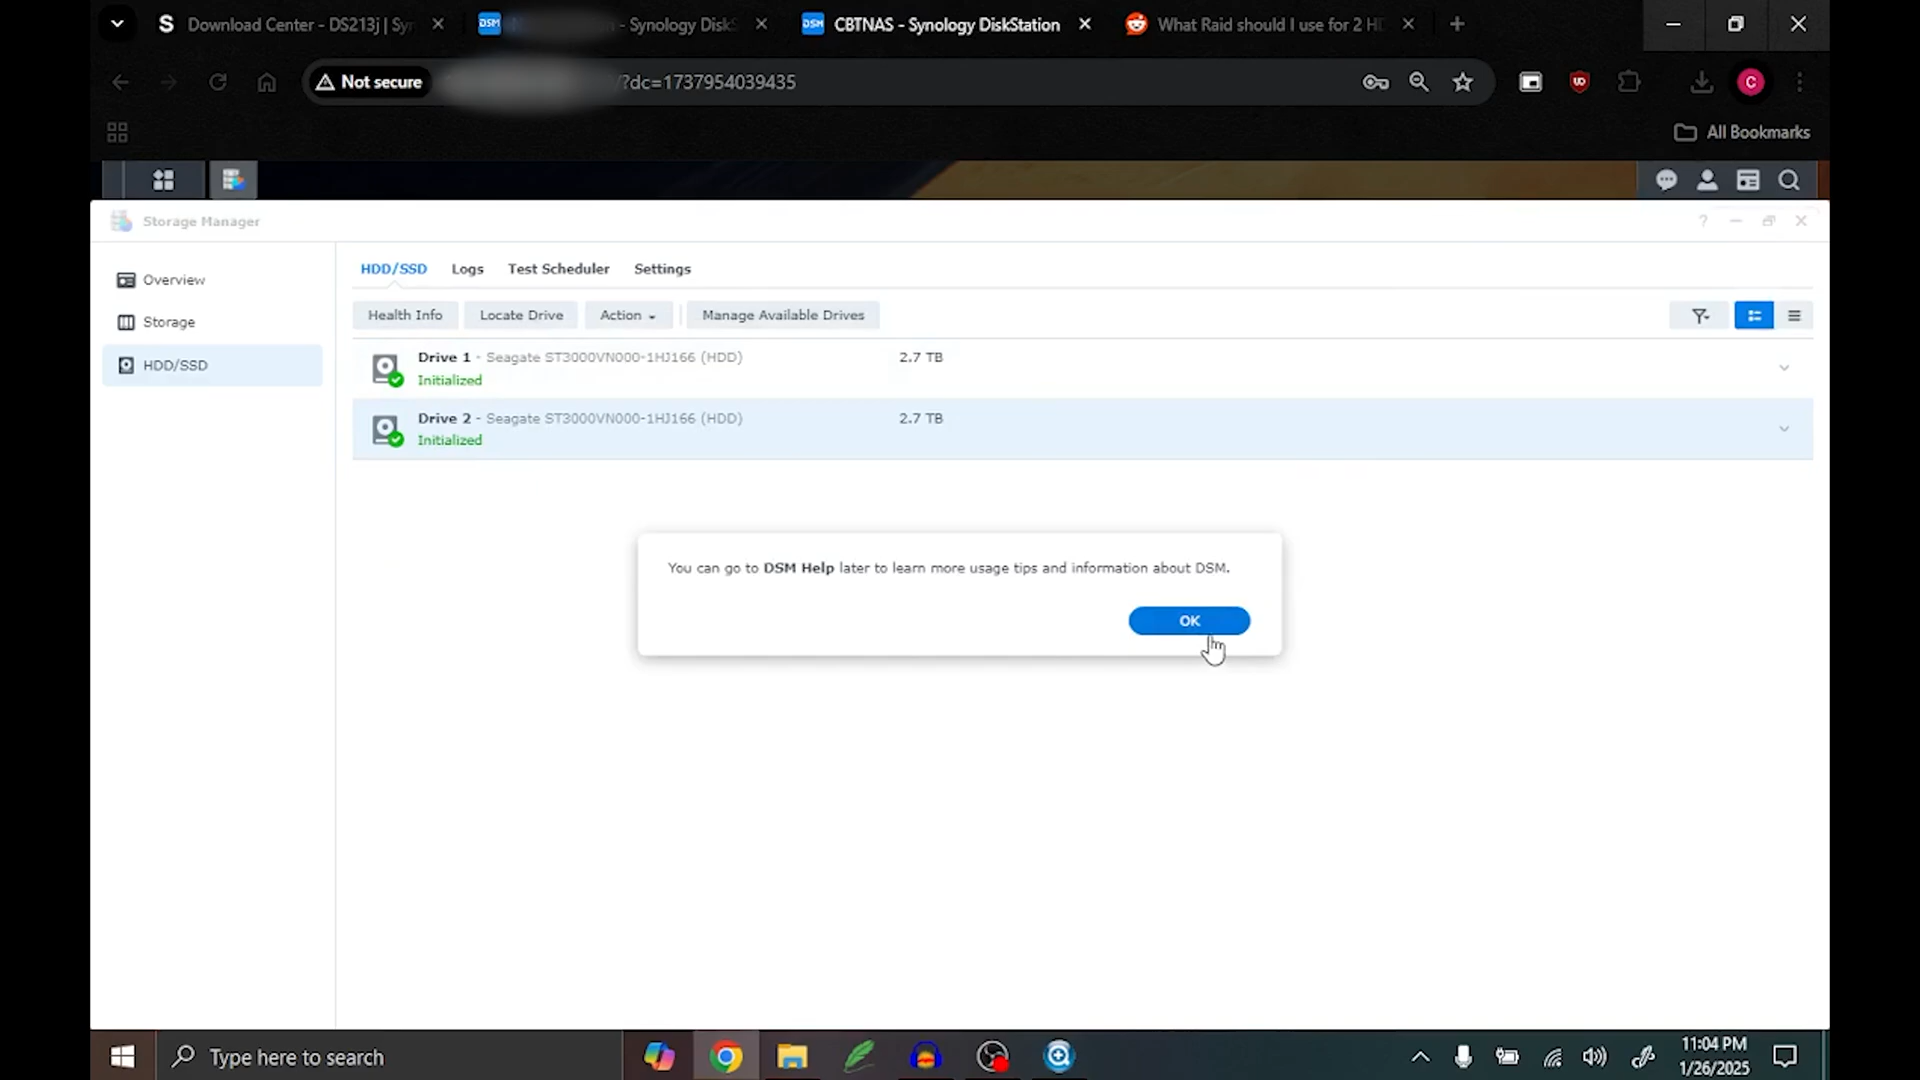 Download Center - DS213j | Syn
- Synology DiskS
CBTNAS - Synology DiskStation
What Raid should I use for 2 HD
Not secure
/?dc=1737954039435
C
All Bookmarks
Storage Manager
Overview
Storage
HDD/SSD
HDD/SSD Logs Test Scheduler Settings
Health Info Locate Drive Action Manage Available Drives
Drive 1 - Seagate ST3000VN000-1HJ166 (HDD) 2.7 TB
Initialized
Drive 2 - Seagate ST3000VN000-1HJ166 (HDD) 2.7 TB
Initialized
You can go to DSM Help later to learn more usage tips and information about DSM.
OK
Type here to search
11:04 PM
1/26/2025